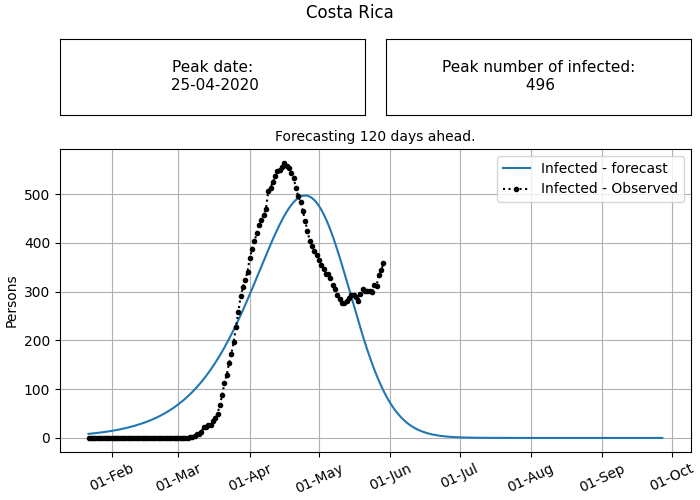 Costa Rica
Peak date:
25-04-2020
Peak number of infected:
496
Forecasting 120 days ahead.
Infected - forecast
Infected - Observed
500
400
300
200
100
0
Persons
01-Feb
01-Mar
01-Apr
01-May
01-Jun
01-Jul
01-Aug
01-Sep
01-Oct